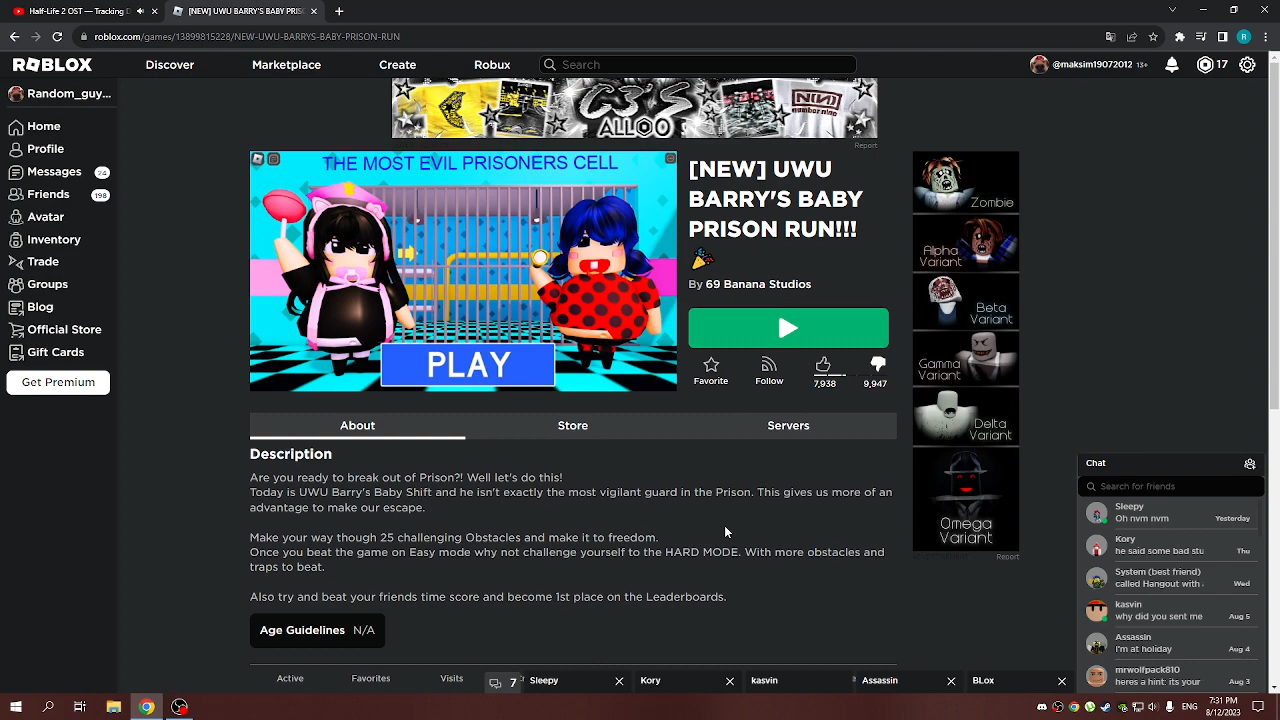 Half-Life 2 OST — Tracking D
[NEW] UWU BARRY'S BABY PRIS
roblox.com/games/13899815228/NEW-UWU-BARRYS-BABY-PRISON-RUN
R
ROBLOX
Discover
Marketplace
Create
Robux
Search
@maksim19072012 13+
17
Random_guy...
Home
Profile
Messages 24
Friends 198
Avatar
Inventory
Trade
Groups
Blog
Official Store
Gift Cards
Get Premium
C3'S
ALLOO
number nine
Report
THE MOST EVIL PRISONERS CELL
PLAY
[NEW] UWU
BARRY'S BABY
PRISON RUN!!!
🎉
By 69 Banana Studios
Favorite
Follow
7,938
9,947
Zombie
Alpha
Variant
Beta
Variant
Gamma
Variant
Delta
Variant
Omega
Variant
Report
About
Store
Servers
Description
Are you ready to break out of Prison?! Well let's do this!
Today is UWU Barry's Baby Shift and he isn't exactly the most vigilant guard in the Prison. This gives us more of an
advantage to make our escape.
Make your way though 25 challenging Obstacles and make it to freedom.
Once you beat the game on Easy mode why not challenge yourself to the HARD MODE. With more obstacles and
traps to beat.
Also try and beat your friends time score and become 1st place on the Leaderboards.
Age Guidelines N/A
Active
Favorites
Visits
Chat
Search for friends
Sleepy
Oh nvm nvm Yesterday
Kory
he said some bad stu Thu
System (best friend)
called Hangout with Wed
kasvin
why did you sent me Aug 5
Assassin
I'm at holiday Aug 4
mrwolfpack810
heres a hint: its your Aug 3
7
Sleepy
Kory
kasvin
Assassin
BLox
7:31 PM
8/12/2023